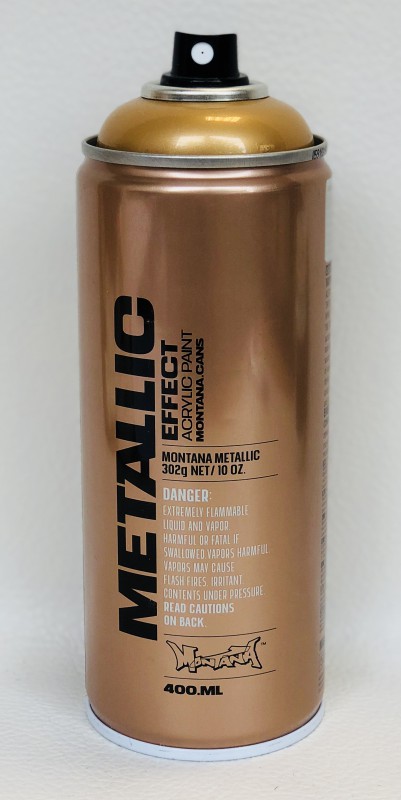 METALLIC
EFFECT
ACRYLIC PAINT
MONTANA.CANS
MONTANA METALLIC
302g NET/ 10 OZ.
DANGER:
EXTREMELY FLAMMABLE
LIQUID AND VAPOR
HARMFUL OR FATAL IF
SWALLOWED.VAPORS HARMFUL
VAPORS MAY CAUSE
FLASH FIRES. IRRITANT
CONTENTS UNDER PRESSURE
READ CAUTIONS
ON BACK.
MONTANA™
400.ML